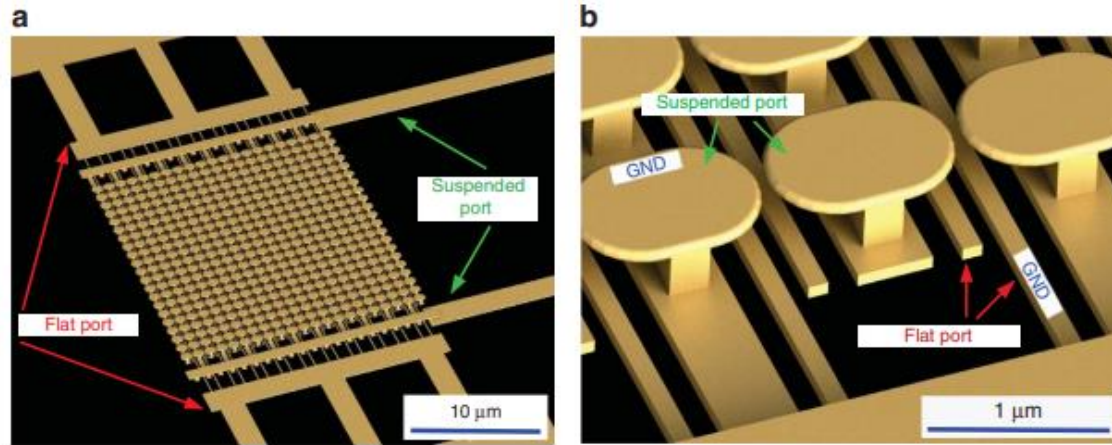 a
Suspended
port
Flat port
10 μm
b
Suspended port
GND
GND
Flat port
1 μm